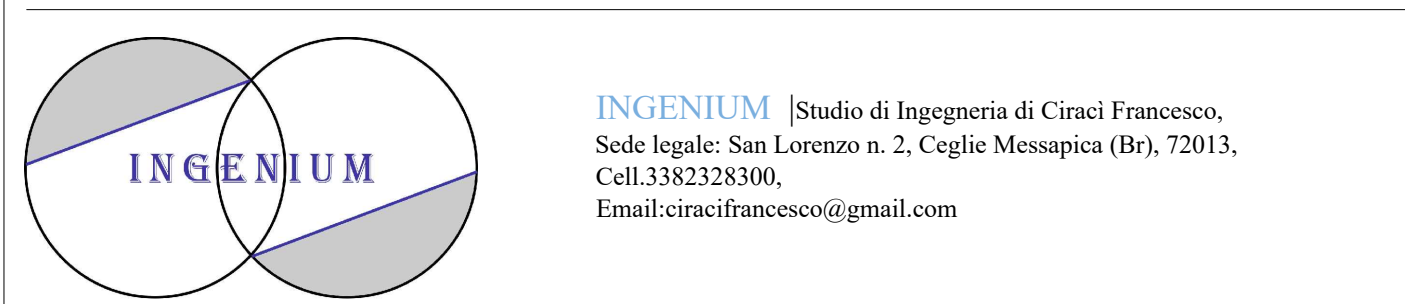 INGENIUM
INGENIUM |Studio di Ingegneria di Ciracì Francesco,
Sede legale: San Lorenzo n. 2, Ceglie Messapica (Br), 72013,
Cell.3382328300,
Email:ciracifrancesco@gmail.com